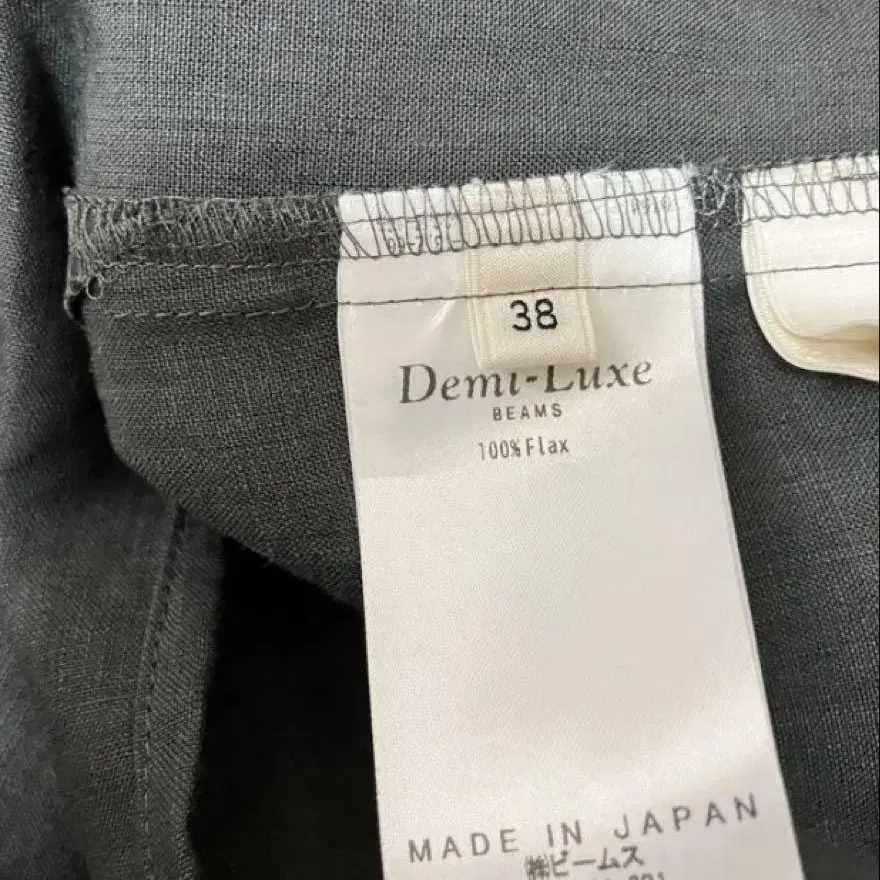 38
Demi-Luxe
BEAMS
100% Flax
MADE IN JAPAN
㈱ビームス